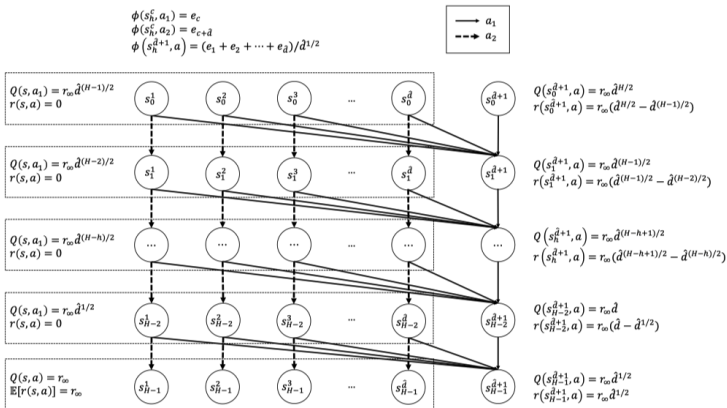 ϕ(s_h^c, a_1) = e_c
ϕ(s_h^c, a_2) = e_{c+d̂}
ϕ(s_h^{d̂+1}, a) = (e_1 + e_2 + ⋯ + e_{d̂})/d̂^{1/2}
a_1
a_2
Q(s, a_1) = r_∞ d̂^{(H-1)/2}
r(s, a) = 0
s_0^1 s_0^2 s_0^3 ... s_0^{d̂} s_0^{d̂+1}
Q(s_0^{d̂+1}, a) = r_∞ d̂^{H/2}
r(s_0^{d̂+1}, a) = r_∞(d̂^{H/2} − d̂^{(H-1)/2})
Q(s, a_1) = r_∞ d̂^{(H-2)/2}
r(s, a) = 0
s_1^1 s_1^2 s_1^3 ... s_1^{d̂} s_1^{d̂+1}
Q(s_1^{d̂+1}, a) = r_∞ d̂^{(H-1)/2}
r(s_1^{d̂+1}, a) = r_∞(d̂^{(H-1)/2} − d̂^{(H-2)/2})
Q(s, a_1) = r_∞ d̂^{(H-h)/2}
r(s, a) = 0
... ... ... ... ... ...
Q(s_h^{d̂+1}, a) = r_∞ d̂^{(H-h+1)/2}
r(s_h^{d̂+1}, a) = r_∞(d̂^{(H-h+1)/2} − d̂^{(H-h)/2})
Q(s, a_1) = r_∞ d̂^{1/2}
r(s, a) = 0
s_{H-2}^1 s_{H-2}^2 s_{H-2}^3 ... s_{H-2}^{d̂} s_{H-2}^{d̂+1}
Q(s_{H-2}^{d̂+1}, a) = r_∞ d̂
r(s_{H-2}^{d̂+1}, a) = r_∞(d̂ − d̂^{1/2})
Q(s, a) = r_∞
𝔼[r(s, a)] = r_∞
s_{H-1}^1 s_{H-1}^2 s_{H-1}^3 ... s_{H-1}^{d̂} s_{H-1}^{d̂+1}
Q(s_{H-1}^{d̂+1}, a) = r_∞ d̂^{1/2}
r(s_{H-1}^{d̂+1}, a) = r_∞ d̂^{1/2}